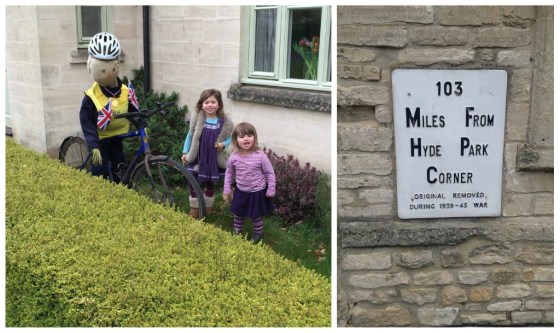 103
MILES FROM
HYDE PARK
CORNER
"ORIGINAL REMOVED"
DURING 1939-45 WAR